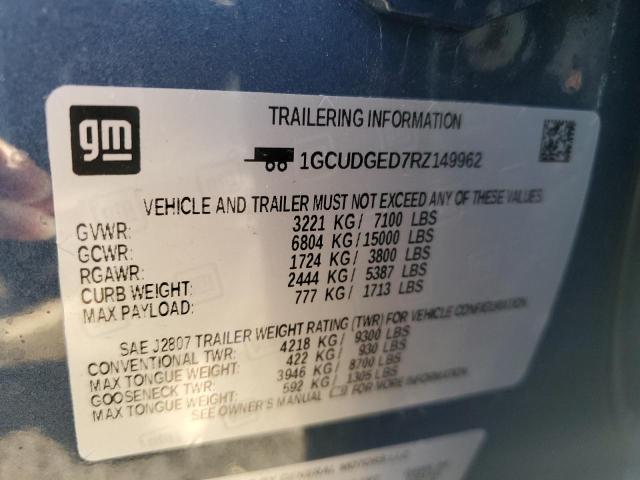 gm
TRAILERING INFORMATION
1GCUDGED7RZ149962
VEHICLE AND TRAILER MUST NOT EXCEED ANY OF THESE VALUES:
GVWR: 3221 KG/ 7100 LBS
GCWR: 6804 KG/15000 LBS
RGAWR: 1724 KG/ 3800 LBS
CURB WEIGHT: 2444 KG/ 5387 LBS
MAX PAYLOAD: 777 KG/ 1713 LBS
SAE J2807 TRAILER WEIGHT RATING (TWR) FOR VEHICLE CONFIGURATION
CONVENTIONAL TWR: 4218 KG/ 9300 LBS
MAX TONGUE WEIGHT: 422 KG/ 930 LBS
GOOSENECK TWR: 3946 KG/ 8700 LBS
MAX TONGUE WEIGHT: 592 KG/ 1305 LBS
SEE OWNER'S MANUAL FOR MORE INFORMATION
BY GENERAL MOTORS LLC